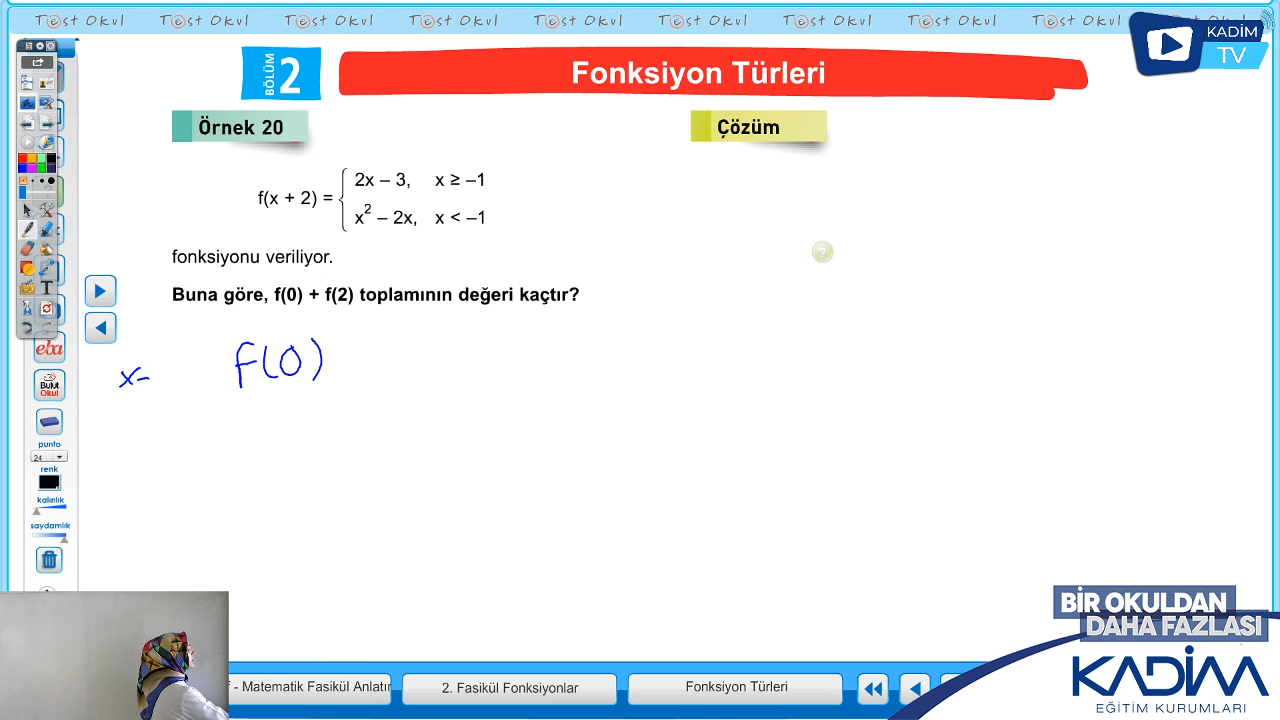 Test Okul Test Okul Test Okul Test Okul Test Okul Test Okul Test Okul Test Okul Test Okul
KADİM
TV
BÖLÜM
2
Fonksiyon Türleri
Örnek 20
Çözüm
f(x + 2) =
2x – 3, x ≥ –1
x² – 2x, x < –1
?
fonksiyonu veriliyor.
Buna göre, f(0) + f(2) toplamının değeri kaçtır?
f(0)
x=
T
eba
Bulut
Okul
punto
24
renk
kalınlık
saydamlık
BİR OKULDAN
DAHA FAZLASI
KADİM
EĞİTİM KURUMLARI
- Matematik Fasikül Anlatır
2. Fasikül Fonksiyonlar
Fonksiyon Türleri